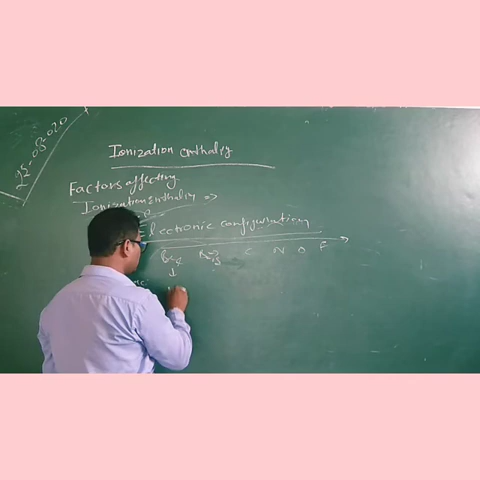 25-08-020
Ionization enthalpy
Factors affecting
Ionization Enthalpy =>
Electronic configuration
C N O F